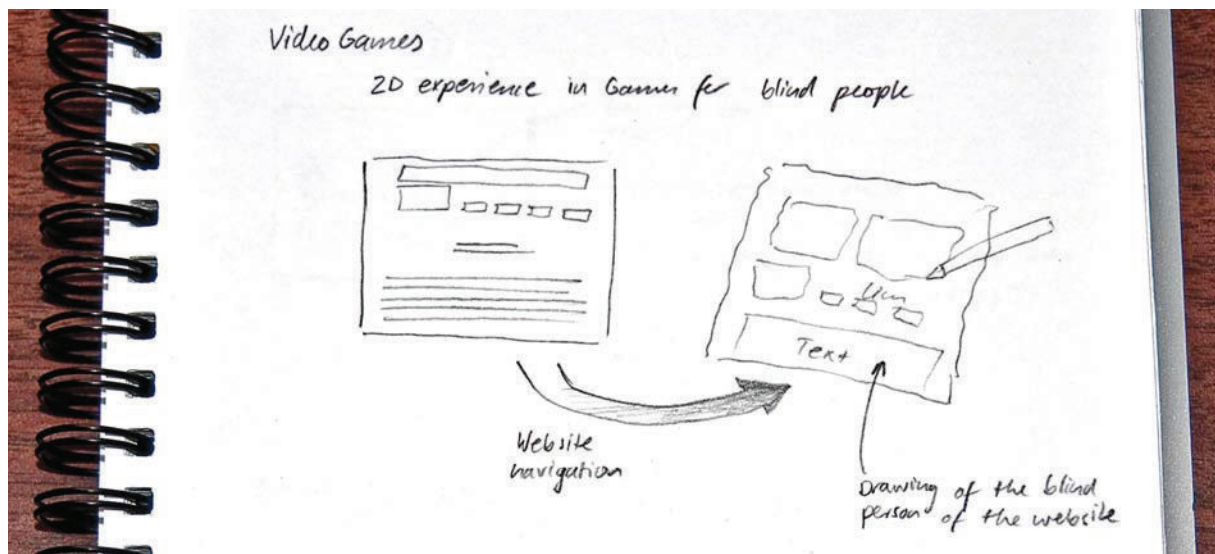 Video Games
2D experience in Games for blind people
Text
Website
navigation
Drawing of the blind
person of the website